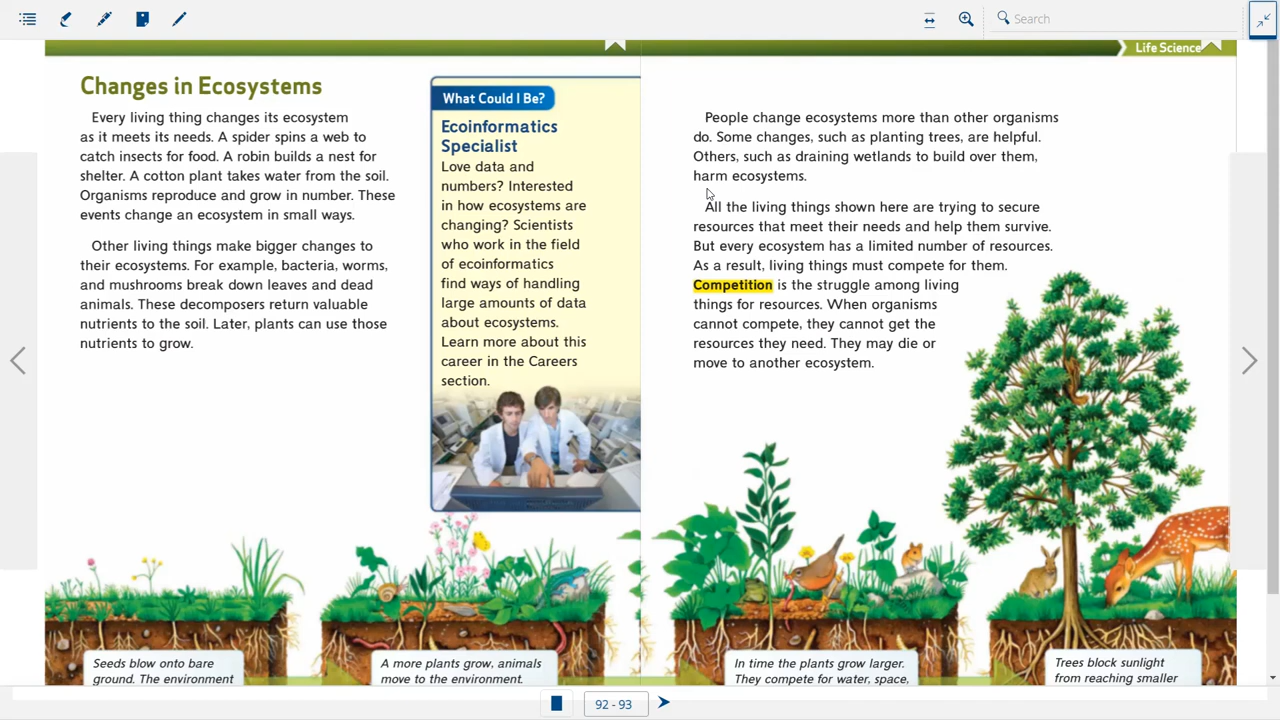 Search
Life Science
Changes in Ecosystems
Every living thing changes its ecosystem
as it meets its needs. A spider spins a web to
catch insects for food. A robin builds a nest for
shelter. A cotton plant takes water from the soil.
Organisms reproduce and grow in number. These
events change an ecosystem in small ways.
Other living things make bigger changes to
their ecosystems. For example, bacteria, worms,
and mushrooms break down leaves and dead
animals. These decomposers return valuable
nutrients to the soil. Later, plants can use those
nutrients to grow.
What Could I Be?
Ecoinformatics
Specialist
Love data and
numbers? Interested
in how ecosystems are
changing? Scientists
who work in the field
of ecoinformatics
find ways of handling
large amounts of data
about ecosystems.
Learn more about this
career in the Careers
section.
People change ecosystems more than other organisms
do. Some changes, such as planting trees, are helpful.
Others, such as draining wetlands to build over them,
harm ecosystems.
All the living things shown here are trying to secure
resources that meet their needs and help them survive.
But every ecosystem has a limited number of resources.
As a result, living things must compete for them.
Competition is the struggle among living
things for resources. When organisms
cannot compete, they cannot get the
resources they need. They may die or
move to another ecosystem.
Seeds blow onto bare
ground. The environment
A more plants grow, animals
move to the environment.
In time the plants grow larger.
They compete for water, space,
Trees block sunlight
from reaching smaller
92 - 93